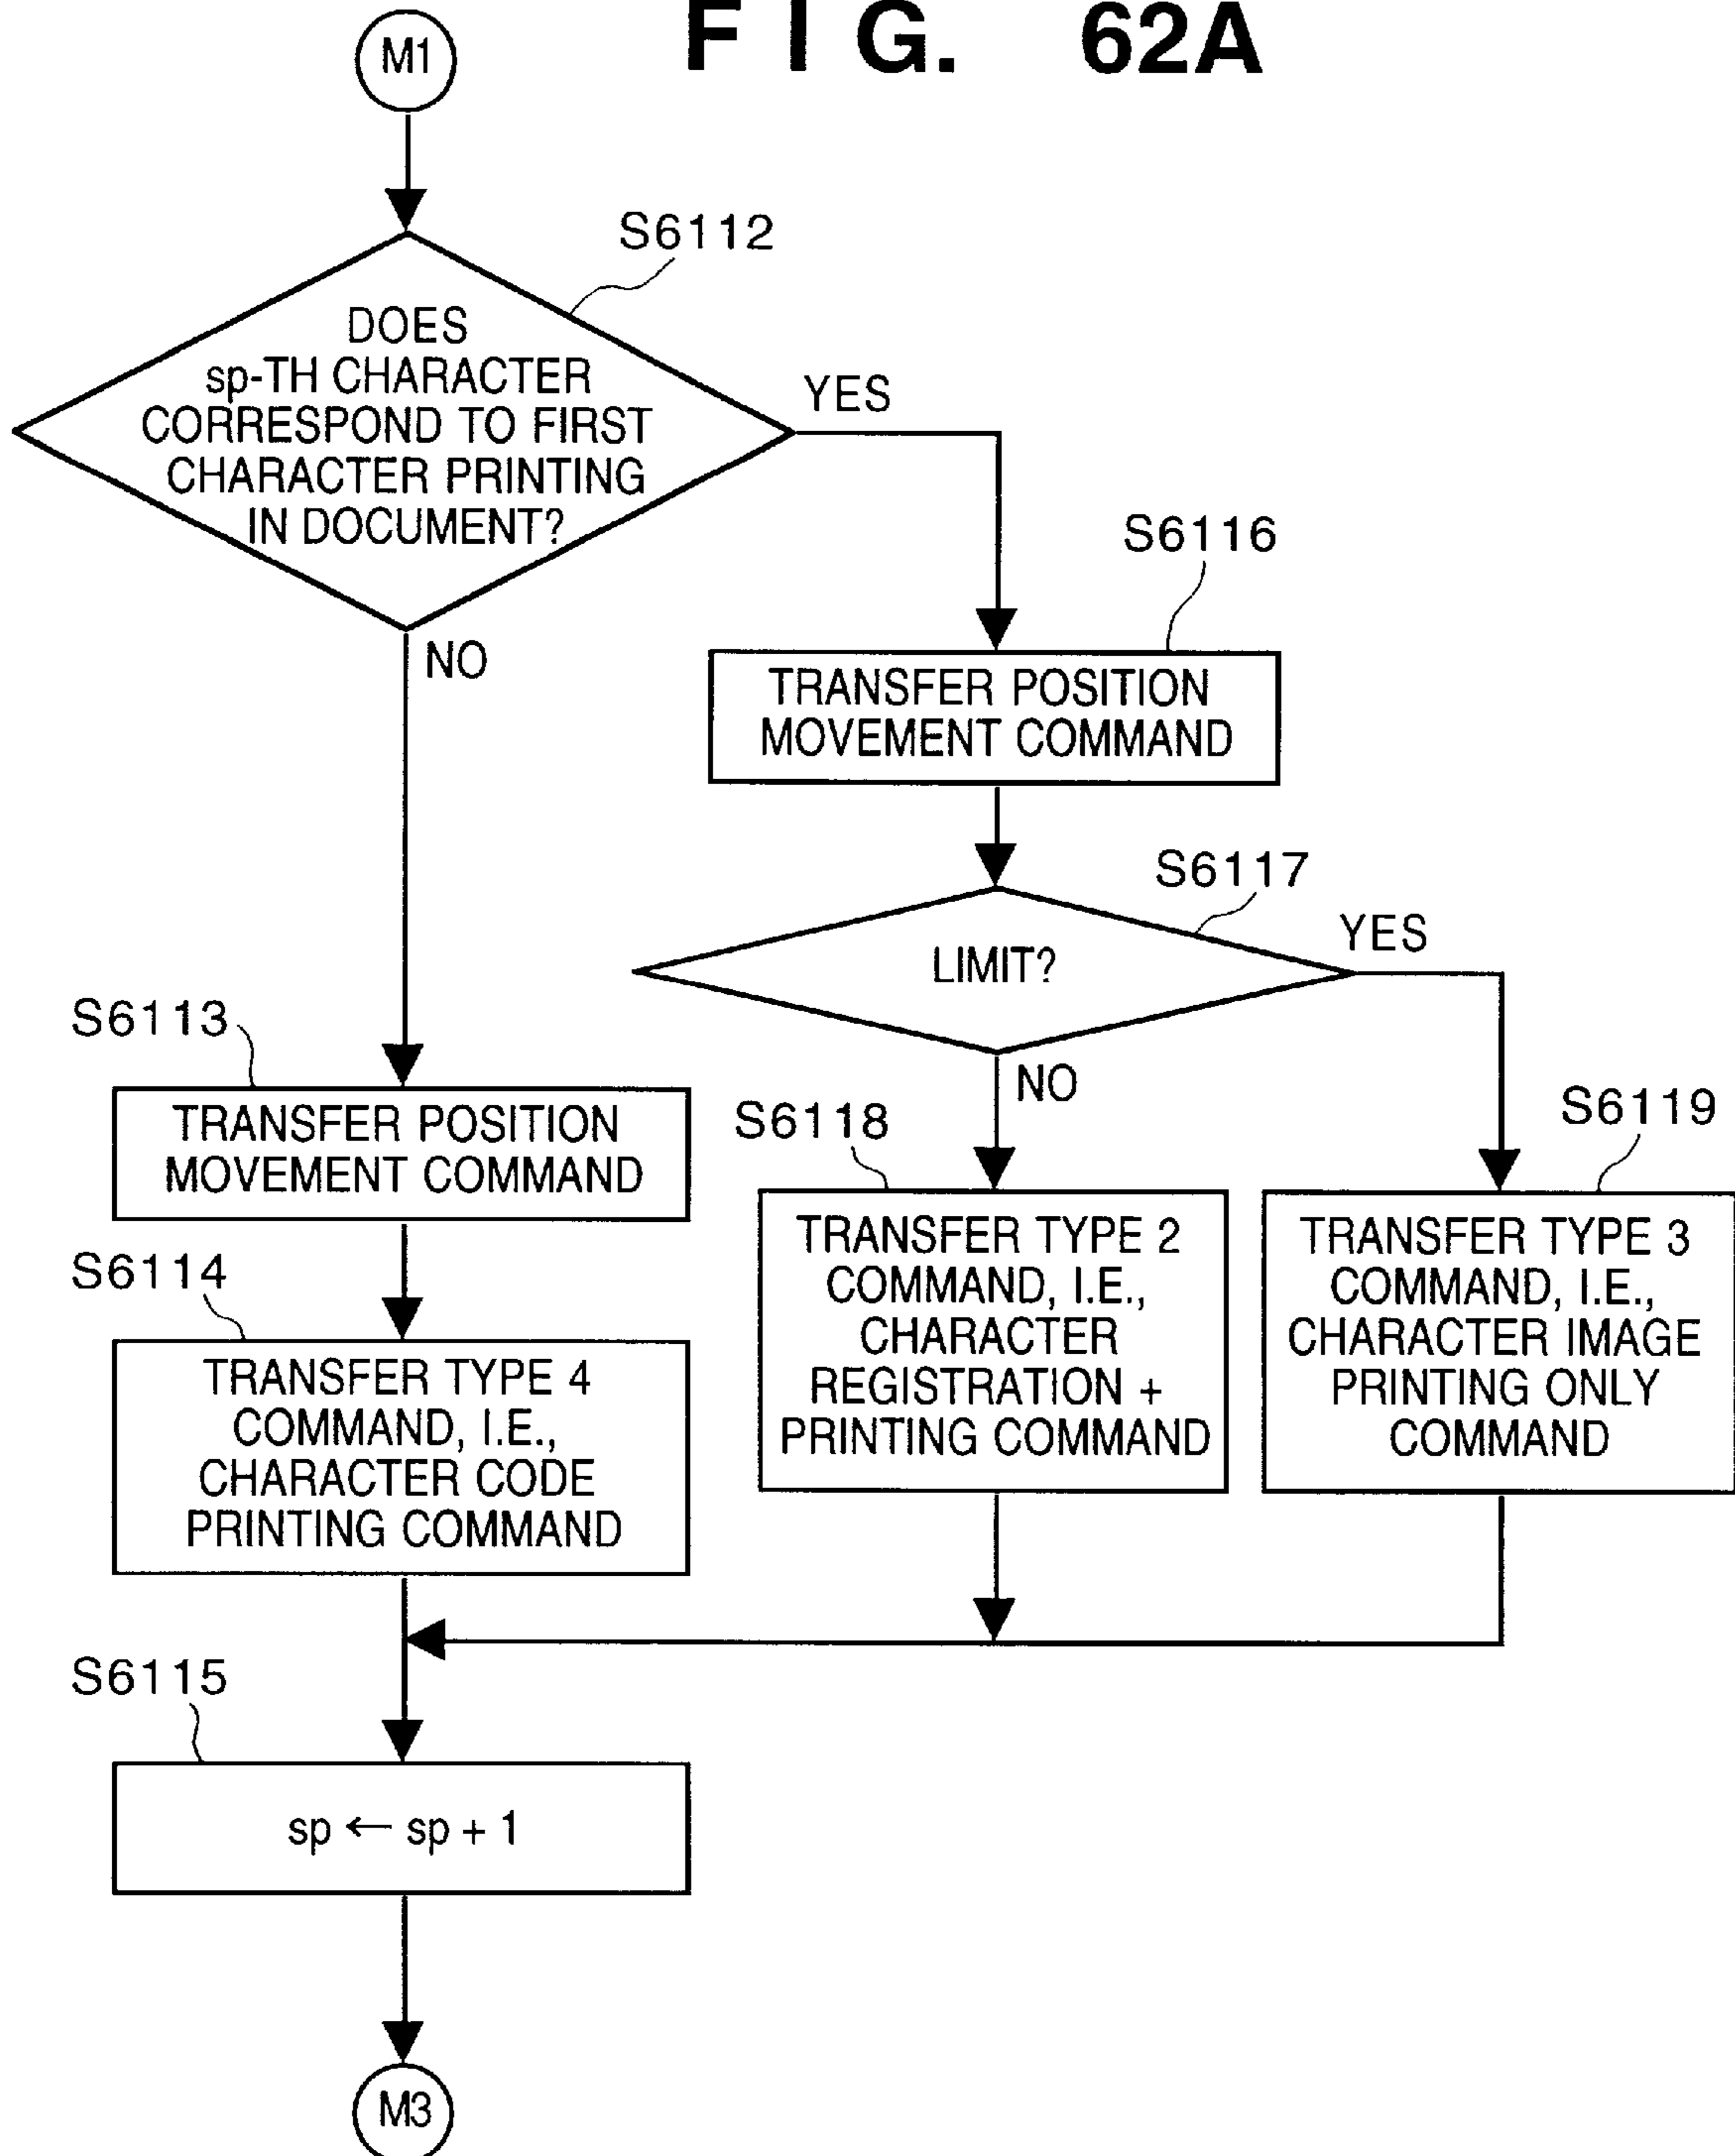 FIG. 62A
M1
S6112
DOES
sp-TH CHARACTER
CORRESPOND TO FIRST
CHARACTER PRINTING
IN DOCUMENT?
YES
NO
S6116
TRANSFER POSITION
MOVEMENT COMMAND
S6117
LIMIT?
YES
NO
S6113
TRANSFER POSITION
MOVEMENT COMMAND
S6114
TRANSFER TYPE 4
COMMAND, I.E.,
CHARACTER CODE
PRINTING COMMAND
S6118
TRANSFER TYPE 2
COMMAND, I.E.,
CHARACTER
REGISTRATION +
PRINTING COMMAND
S6119
TRANSFER TYPE 3
COMMAND, I.E.,
CHARACTER IMAGE
PRINTING ONLY
COMMAND
S6115
sp ← sp + 1
M3